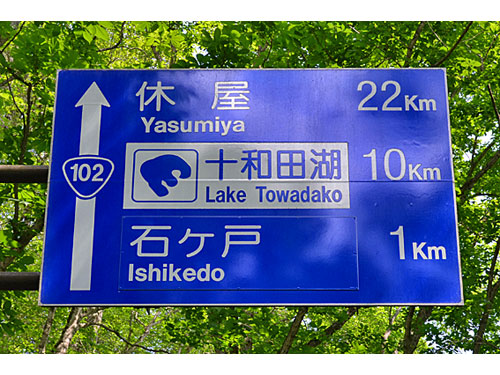 休屋 22Km
Yasumiya
102
十和田湖 10Km
Lake Towadako
石ケ戸 1Km
Ishikedo